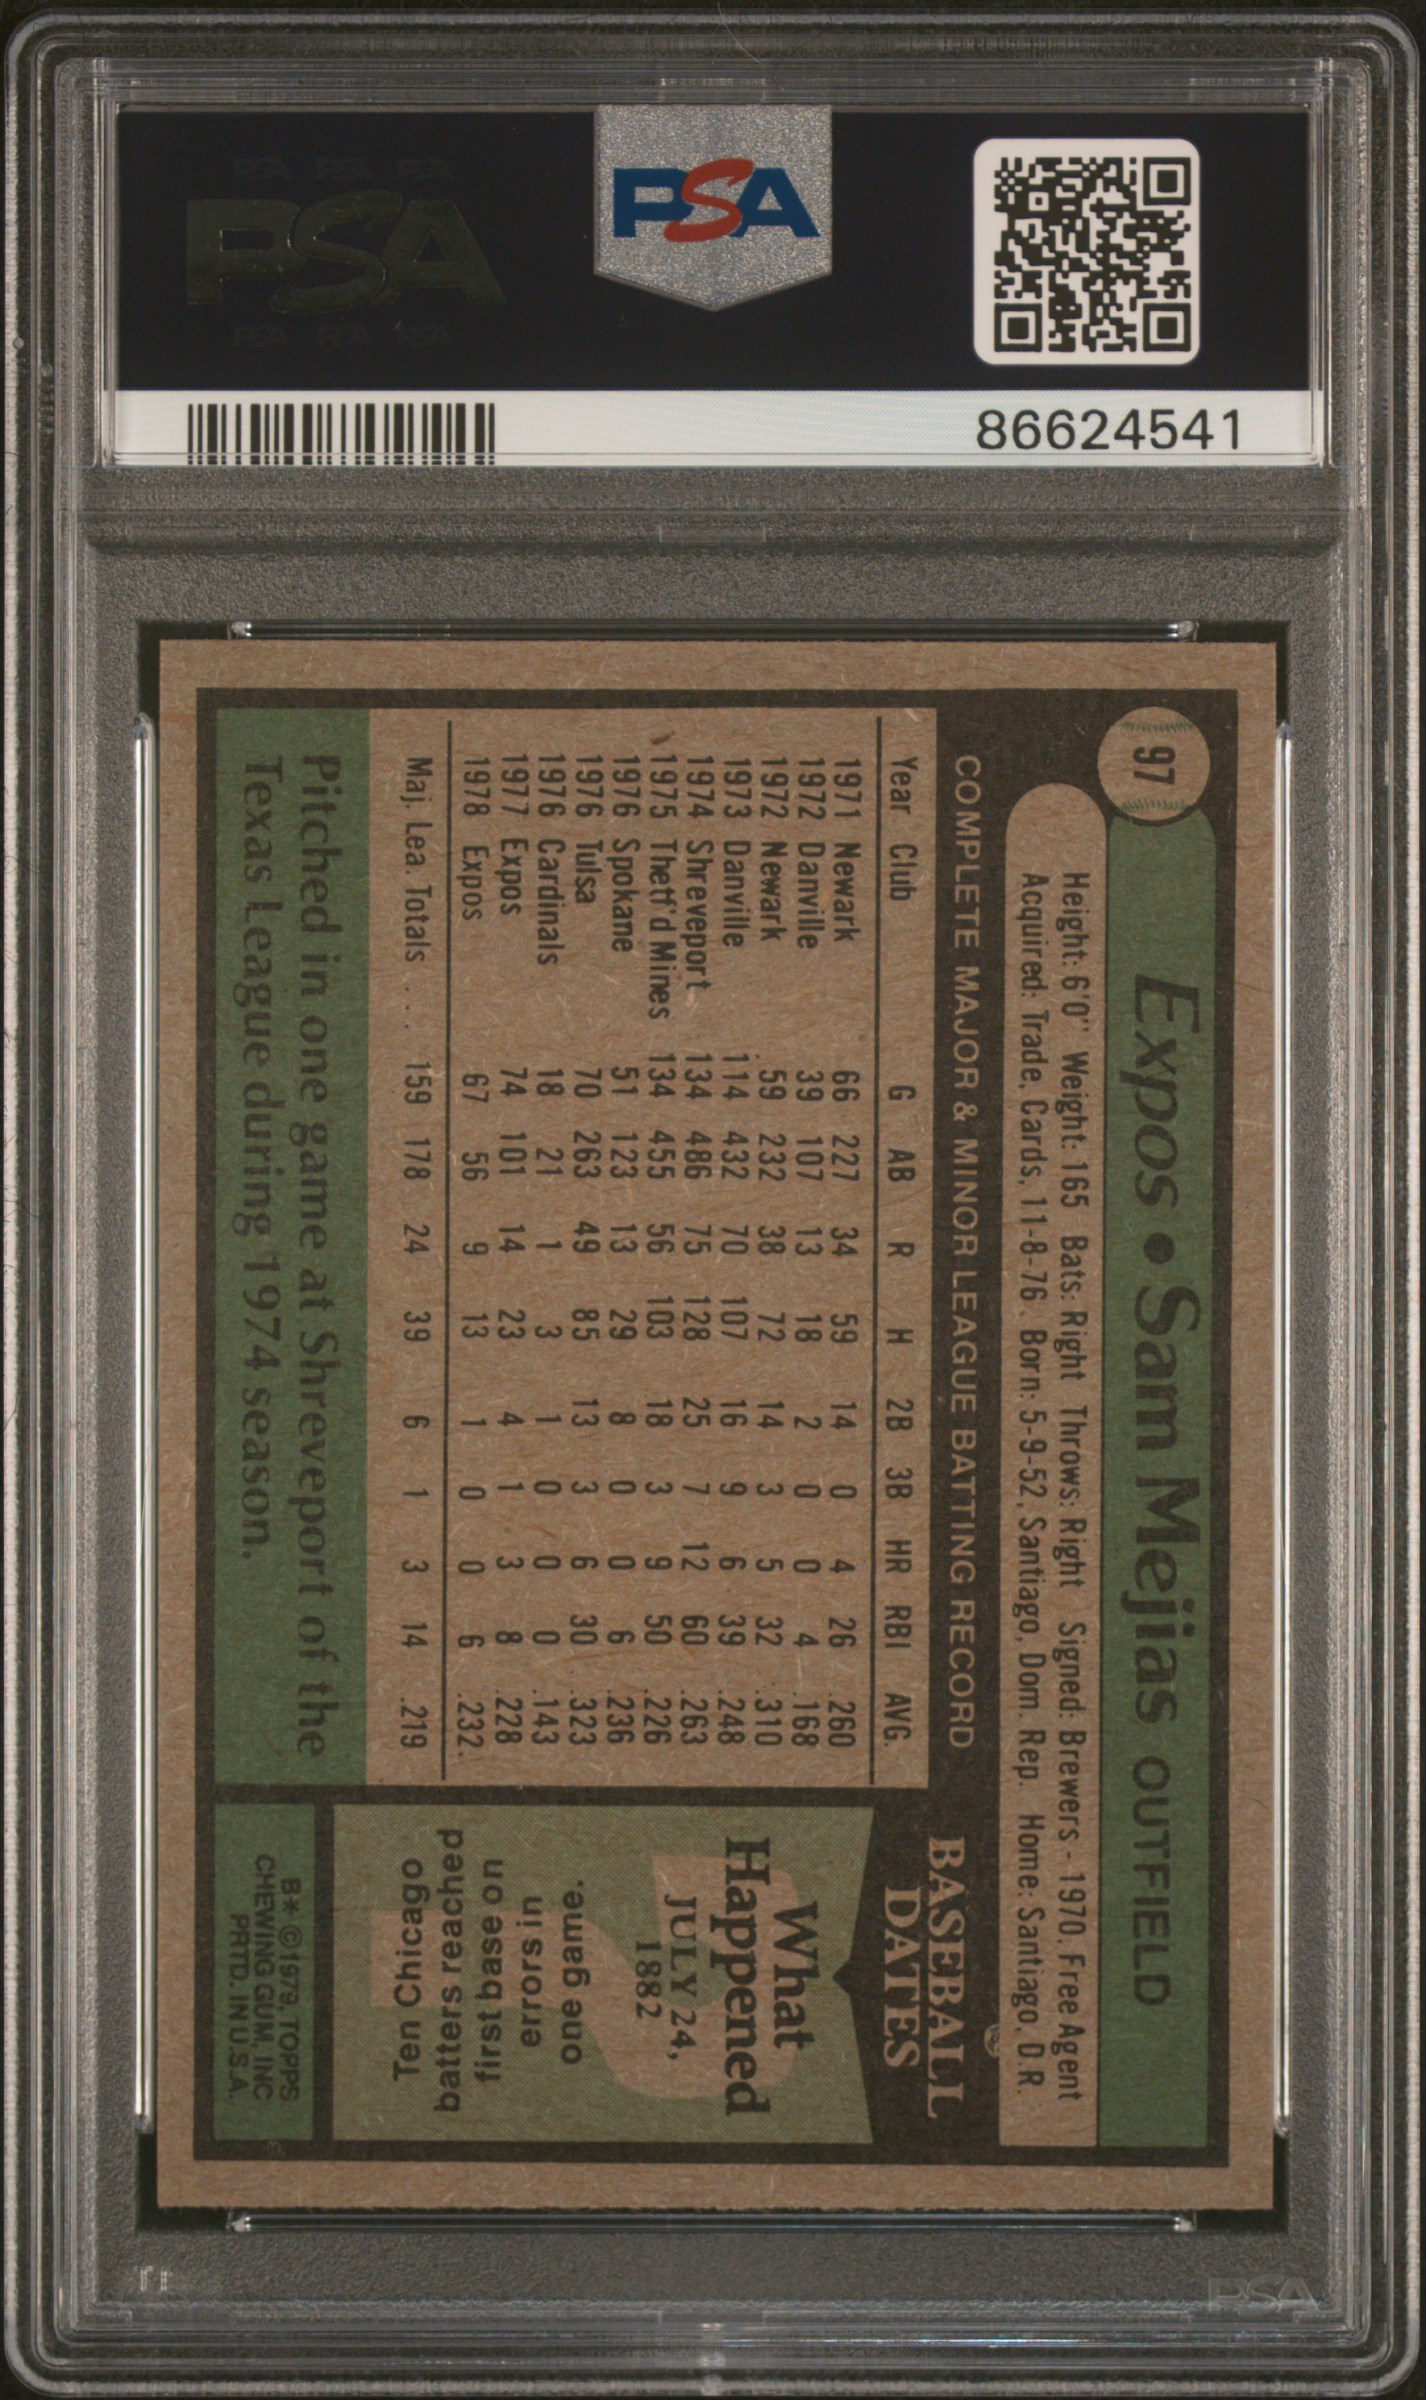 PSA
PSA
86624541
97
Expos • Sam Mejias OUTFIELD
Height: 6'0" Weight: 165 Bats: Right Throws: Right Signed: Brewers - 1970, Free Agent
Acquired: Trade, Cards, 11-8-76. Born: 5-9-52, Santiago, Dom. Rep. Home: Santiago, D.R.
COMPLETE MAJOR & MINOR LEAGUE BATTING RECORD
Year Club G AB R H 2B 3B HR RBI AVG.
1971 Newark 66 227 34 59 14 0 4 26 .260
1972 Danville 39 107 13 18 2 0 0 4 .168
1972 Newark 59 232 38 72 14 3 5 32 .310
1973 Danville 114 432 70 107 16 9 6 39 .248
1974 Shreveport 134 486 75 128 25 7 12 60 .263
1975 Thetf'd Mines 134 455 56 103 18 3 9 50 .226
1976 Spokane 51 123 13 29 8 0 0 6 .236
1976 Tulsa 70 263 49 85 13 3 6 30 .323
1976 Cardinals 18 21 1 3 1 0 0 0 .143
1977 Expos 74 101 14 23 4 1 3 8 .228
1978 Expos 67 56 9 13 1 0 0 6 .232
Maj. Lea. Totals . . . 159 178 24 39 6 1 3 14 .219
Pitched in one game at Shreveport of the
Texas League during 1974 season.
BASEBALL
DATES
What
Happened
JULY 24,
1882
Ten Chicago
batters reached
first base on
errors in
one game.
B* ©1979, TOPPS
CHEWING GUM, INC
PRTD. IN U.S.A.
PSA